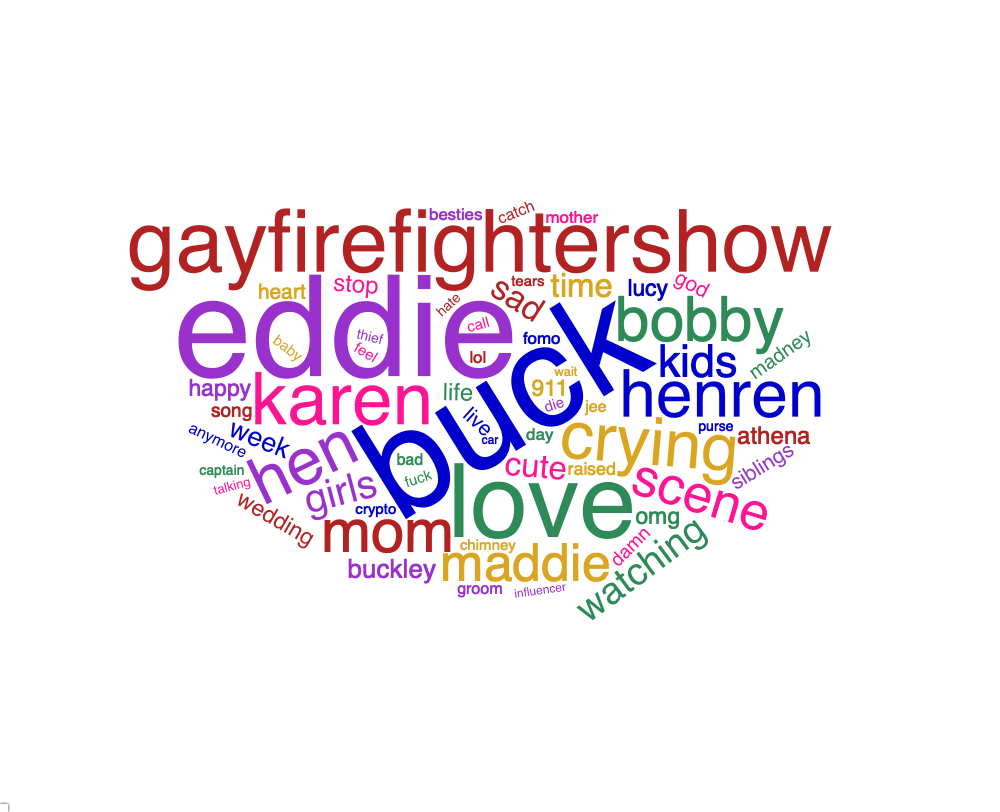 besties
catch
mother
gayfirefightershow
heart
stop
tears
sad
time
lucy
god
eddie
hate
call
bobby
baby
thief
feel
lol
fomo
buck
kids
madney
happy
karen
life
911
wait
die
jee
henren
song
live
car
day
crying
purse
athena
anymore
week
hen
bad
fuck
cute
raised
siblings
captain
talking
girls
crypto
love
scene
wedding
mom
omg
buckley
chimney
maddie
damn
watching
groom
influencer